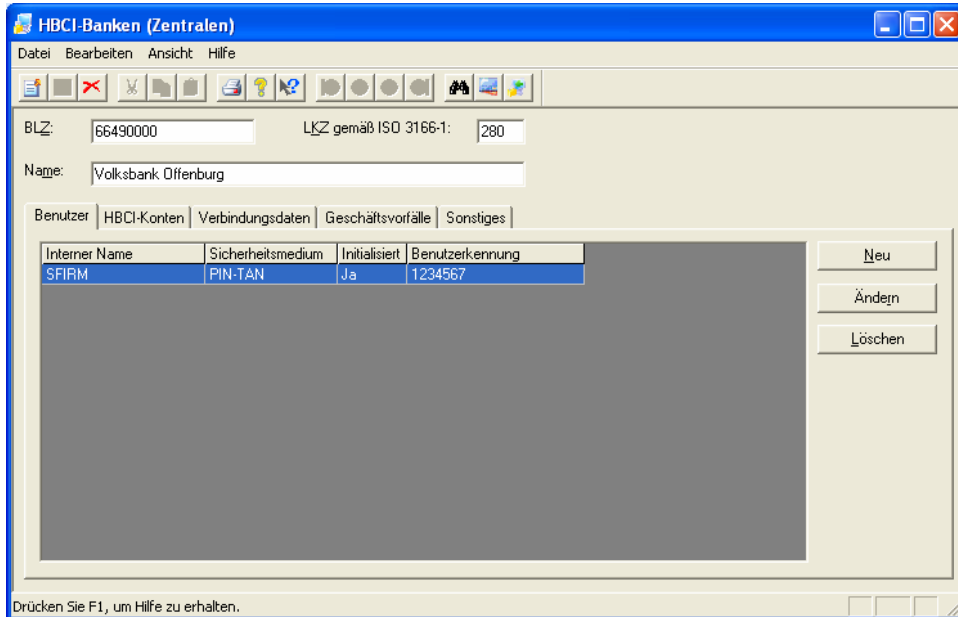 HBCI-Banken (Zentralen)
Datei Bearbeiten Ansicht Hilfe
BLZ: 66490000 LKZ gemäß ISO 3166-1: 280
Name: Volksbank Offenburg
Benutzer HBCI-Konten Verbindungsdaten Geschäftsvorfälle Sonstiges
Interner Name Sicherheitsmedium Initialisiert Benutzerkennung Neu
SFIRM PIN-TAN Ja 1234567
Ändern
Löschen
Drücken Sie F1, um Hilfe zu erhalten.